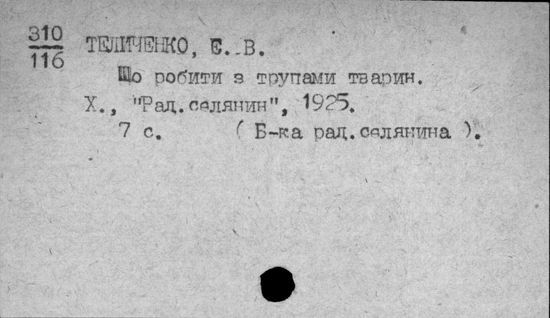 310
116
ТЕЛИЧЕНКО, Е. В.
Що робити з трупами тварин.
Х., "Рад.селянин", 1925.
7 с. ( Б-ка рад.селянина ).